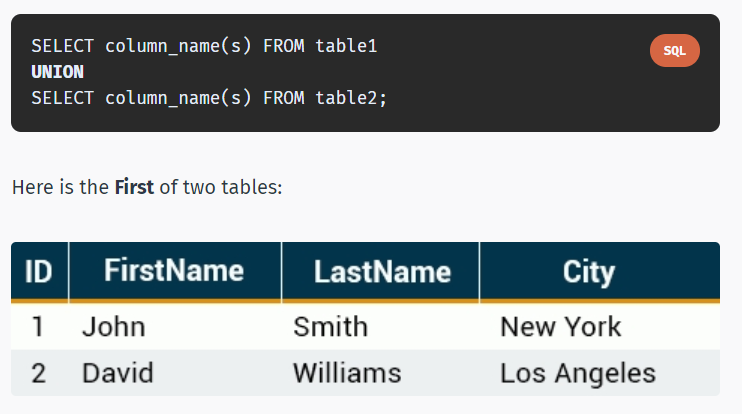 SELECT column_name(s) FROM table1
SQL
UNION
SELECT column_name(s) FROM table2;
Here is the First of two tables:
ID FirstName LastName City
1 John Smith New York
2 David Williams Los Angeles